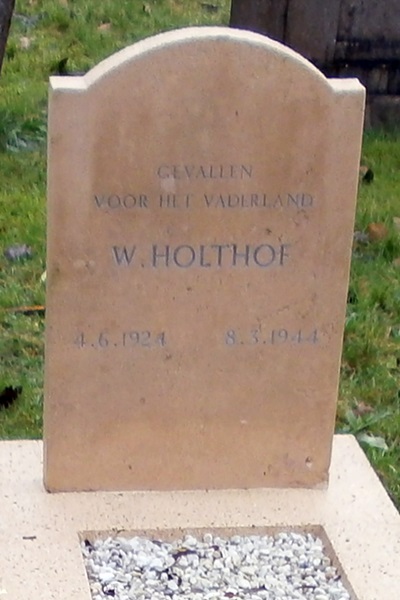 GEVALLEN
VOOR HET VADERLAND
W. HOLTHOF
4.6.1924 8.3.1944